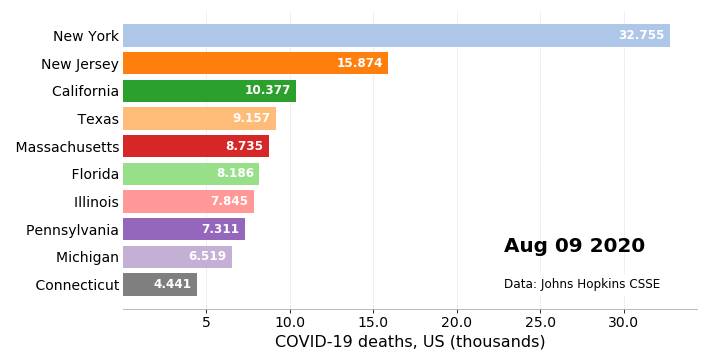 New York 32.755
New Jersey 15.874
California 10.377
Texas 9.157
Massachusetts 8.735
Florida 8.186
Illinois 7.845
Pennsylvania 7.311
Michigan 6.519
Connecticut 4.441
Aug 09 2020
Data: Johns Hopkins CSSE
5 10.0 15.0 20.0 25.0 30.0
COVID-19 deaths, US (thousands)